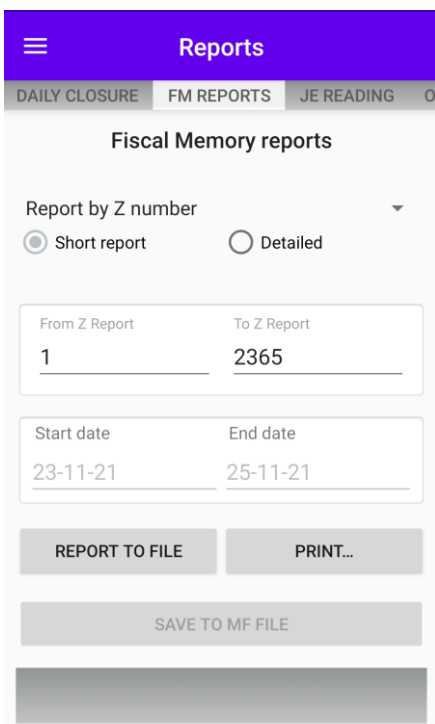 Reports
DAILY CLOSURE FM REPORTS JE READING O
Fiscal Memory reports
Report by Z number
Short report Detailed
From Z Report To Z Report
1 2365
Start date End date
23-11-21 25-11-21
REPORT TO FILE PRINT...
SAVE TO MF FILE